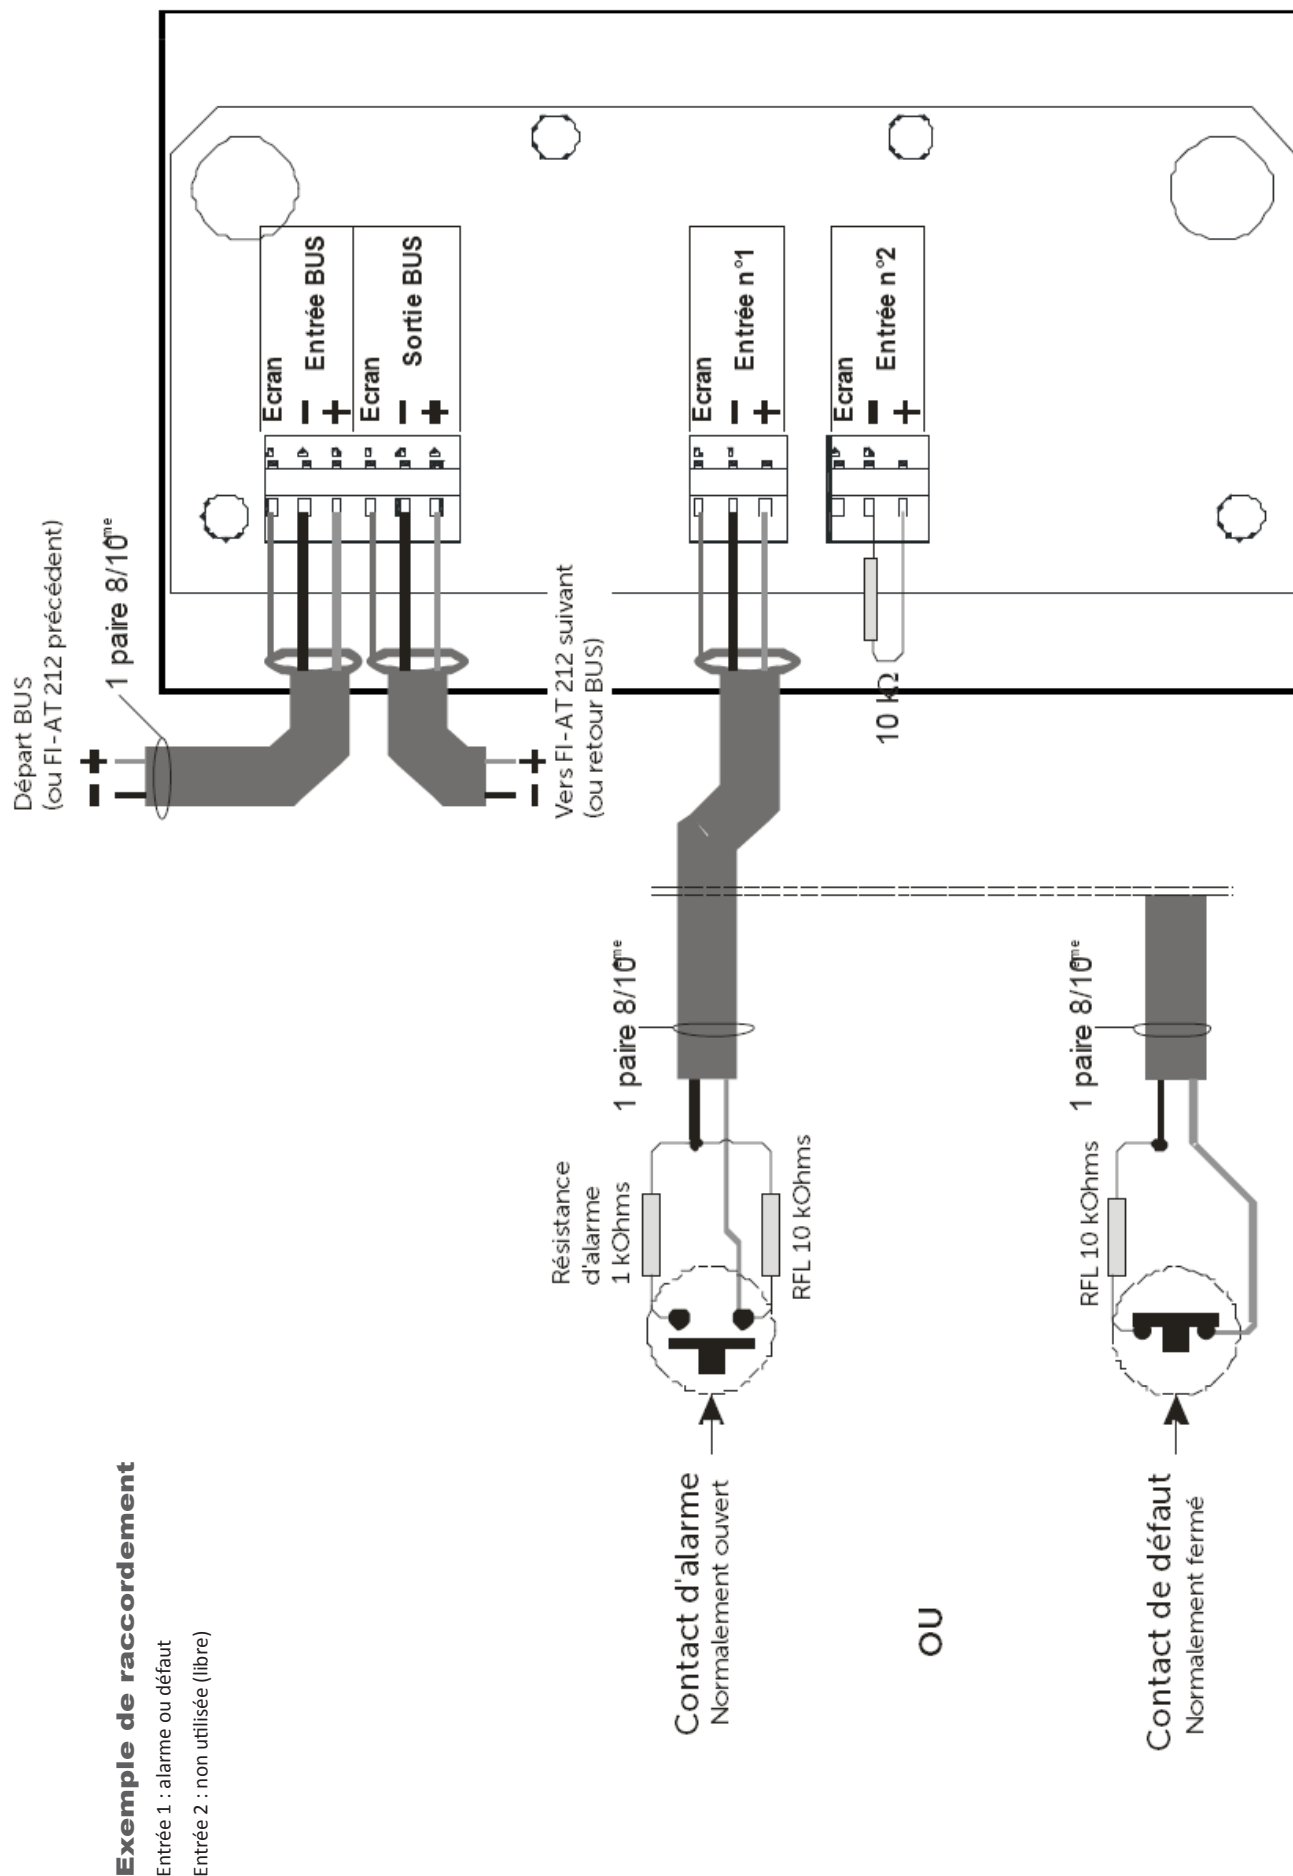 Exemple de raccordement
Entrée 1 : alarme ou défaut
Entrée 2 : non utilisée (libre)
Départ BUS
(ou FI-AT 212 précédent)
1 paire 8/10ème
− +
Ecran
− Entrée BUS
+
Ecran
− Sortie BUS
+
− +
Vers FI-AT 212 suivant
(ou retour BUS)
Ecran
− Entrée n°1
+
Ecran
− Entrée n°2
+
10 kΩ
Contact d'alarme
Normalement ouvert
Résistance
d'alarme
1 kOhms
RFL 10 kOhms
1 paire 8/10ème
OU
Contact de défaut
Normalement fermé
RFL 10 kOhms
1 paire 8/10ème